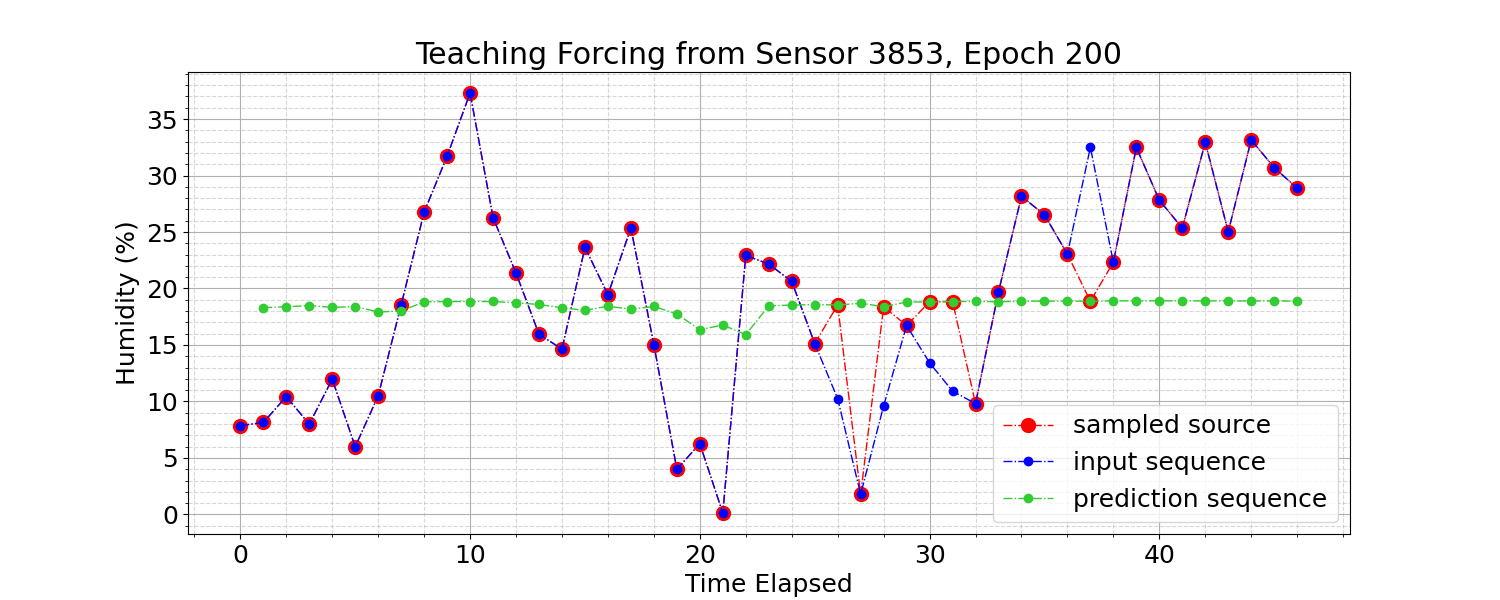 Teaching Forcing from Sensor 3853, Epoch 200
Humidity (%)
35
30
25
20
15
10
5
0
sampled source
input sequence
prediction sequence
0 10 20 30 40
Time Elapsed